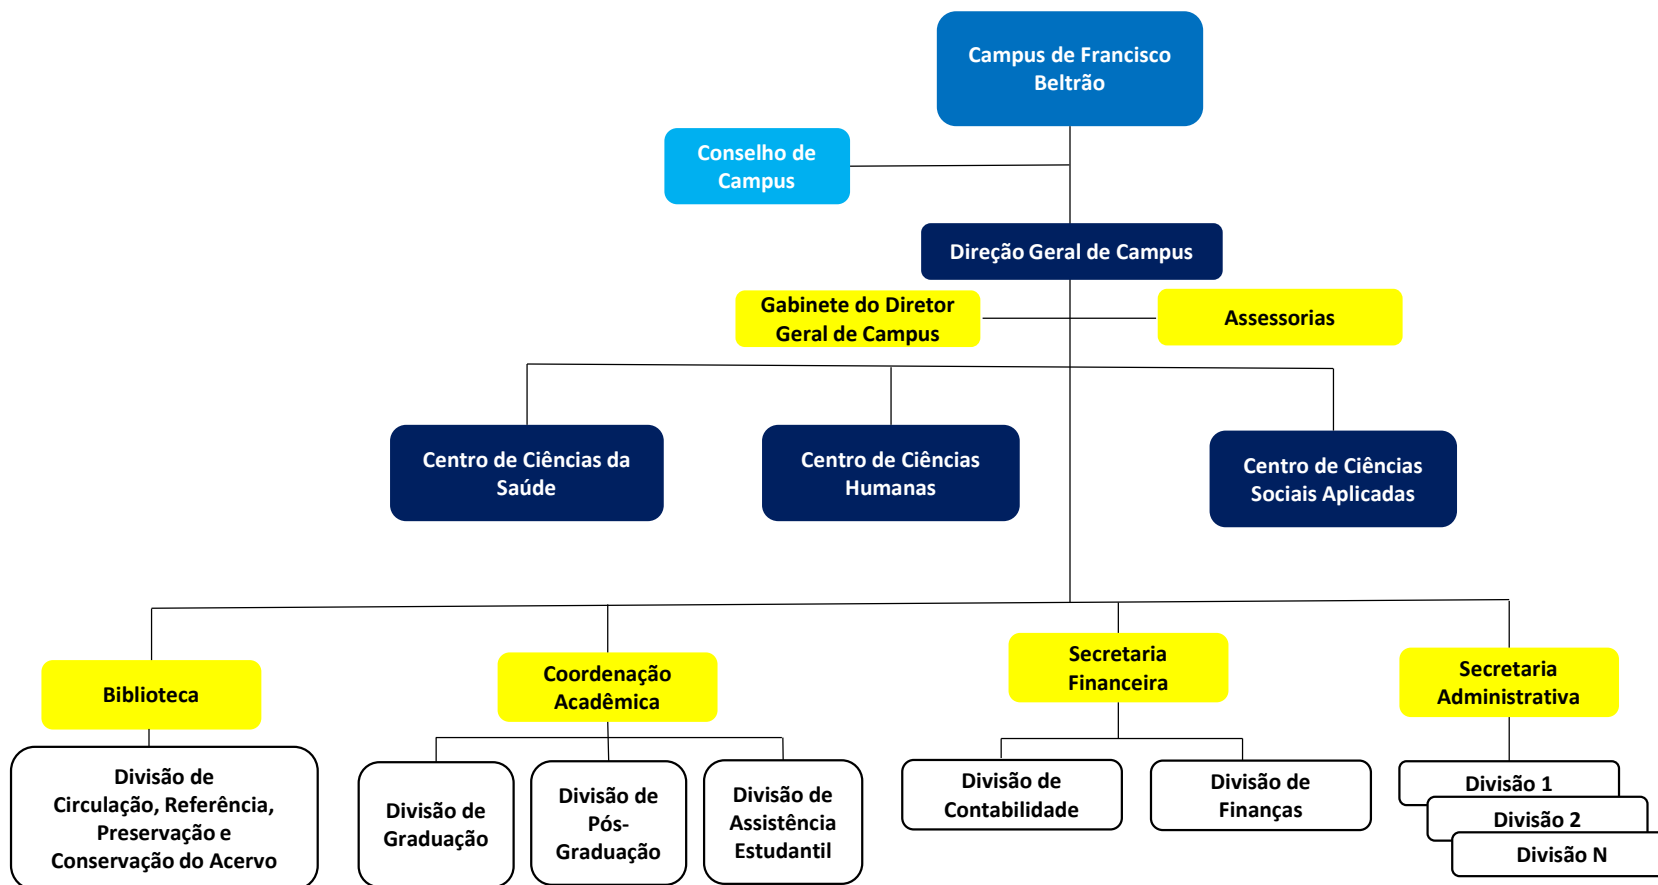 Campus de Francisco
Beltrão
Conselho de
Campus
Direção Geral de Campus
Gabinete do Diretor
Geral de Campus
Assessorias
Centro de Ciências da
Saúde
Centro de Ciências
Humanas
Centro de Ciências
Sociais Aplicadas
Biblioteca
Coordenação
Acadêmica
Secretaria
Financeira
Secretaria
Administrativa
Divisão de
Circulação, Referência,
Preservação e
Conservação do Acervo
Divisão de
Graduação
Divisão de
Pós-
Graduação
Divisão de
Assistência
Estudantil
Divisão de
Contabilidade
Divisão de
Finanças
Divisão 1
Divisão 2
Divisão N